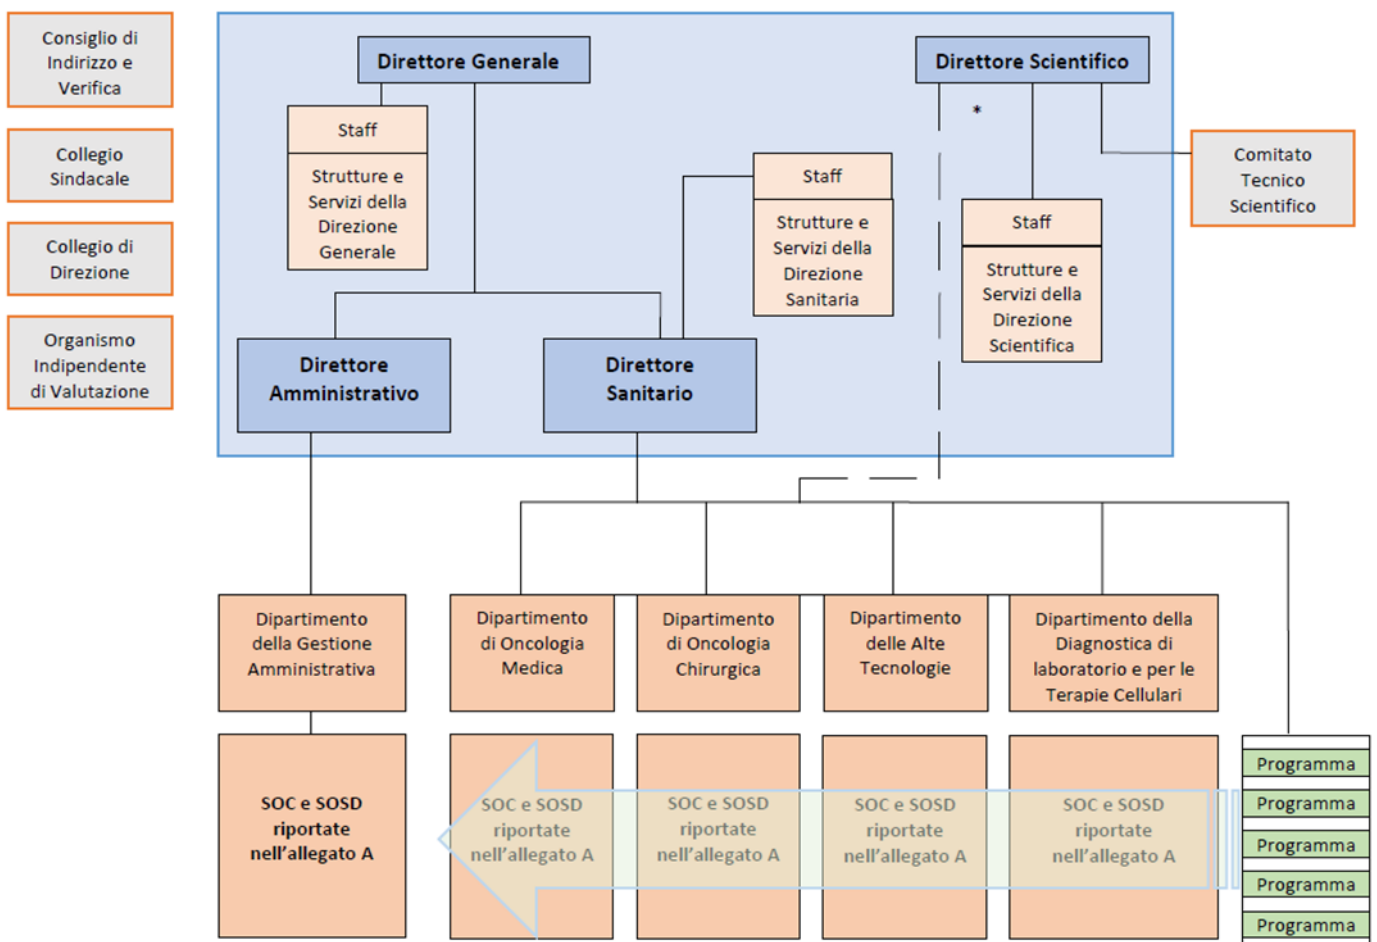 Consiglio di
Indirizzo e
Verifica
Collegio
Sindacale
Collegio di
Direzione
Organismo
Indipendente
di Valutazione
Direttore Generale
Direttore Scientifico
*
Staff
Strutture e
Servizi della
Direzione
Generale
Staff
Strutture e
Servizi della
Direzione
Sanitaria
Staff
Strutture e
Servizi della
Direzione
Scientifica
Comitato
Tecnico
Scientifico
Direttore
Amministrativo
Direttore
Sanitario
Dipartimento
della Gestione
Amministrativa
Dipartimento
di Oncologia
Medica
Dipartimento
di Oncologia
Chirurgica
Dipartimento
delle Alte
Tecnologie
Dipartimento della
Diagnostica di
laboratorio e per le
Terapie Cellulari
SOC e SOSD
riportate
nell'allegato A
SOC e SOSD
riportate
nell'allegato A
SOC e SOSD
riportate
nell'allegato A
SOC e SOSD
riportate
nell'allegato A
SOC e SOSD
riportate
nell'allegato A
Programma
Programma
Programma
Programma
Programma